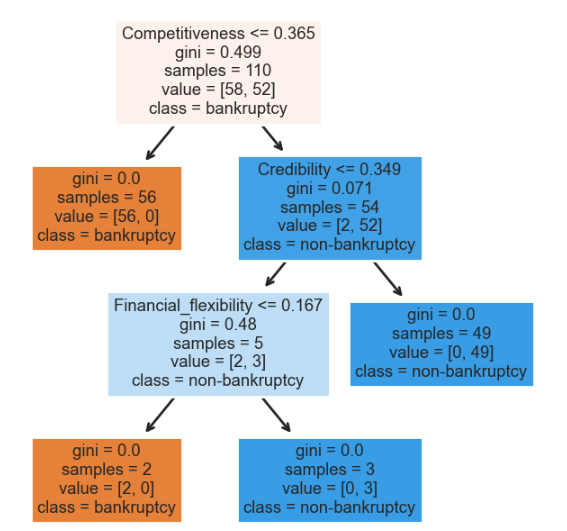 Competitiveness <= 0.365
gini = 0.499
samples = 110
value = [58, 52]
class = bankruptcy
gini = 0.0
samples = 56
value = [56, 0]
class = bankruptcy
Credibility <= 0.349
gini = 0.071
samples = 54
value = [2, 52]
class = non-bankruptcy
Financial_flexibility <= 0.167
gini = 0.48
samples = 5
value = [2, 3]
class = non-bankruptcy
gini = 0.0
samples = 49
value = [0, 49]
class = non-bankruptcy
gini = 0.0
samples = 2
value = [2, 0]
class = bankruptcy
gini = 0.0
samples = 3
value = [0, 3]
class = non-bankruptcy